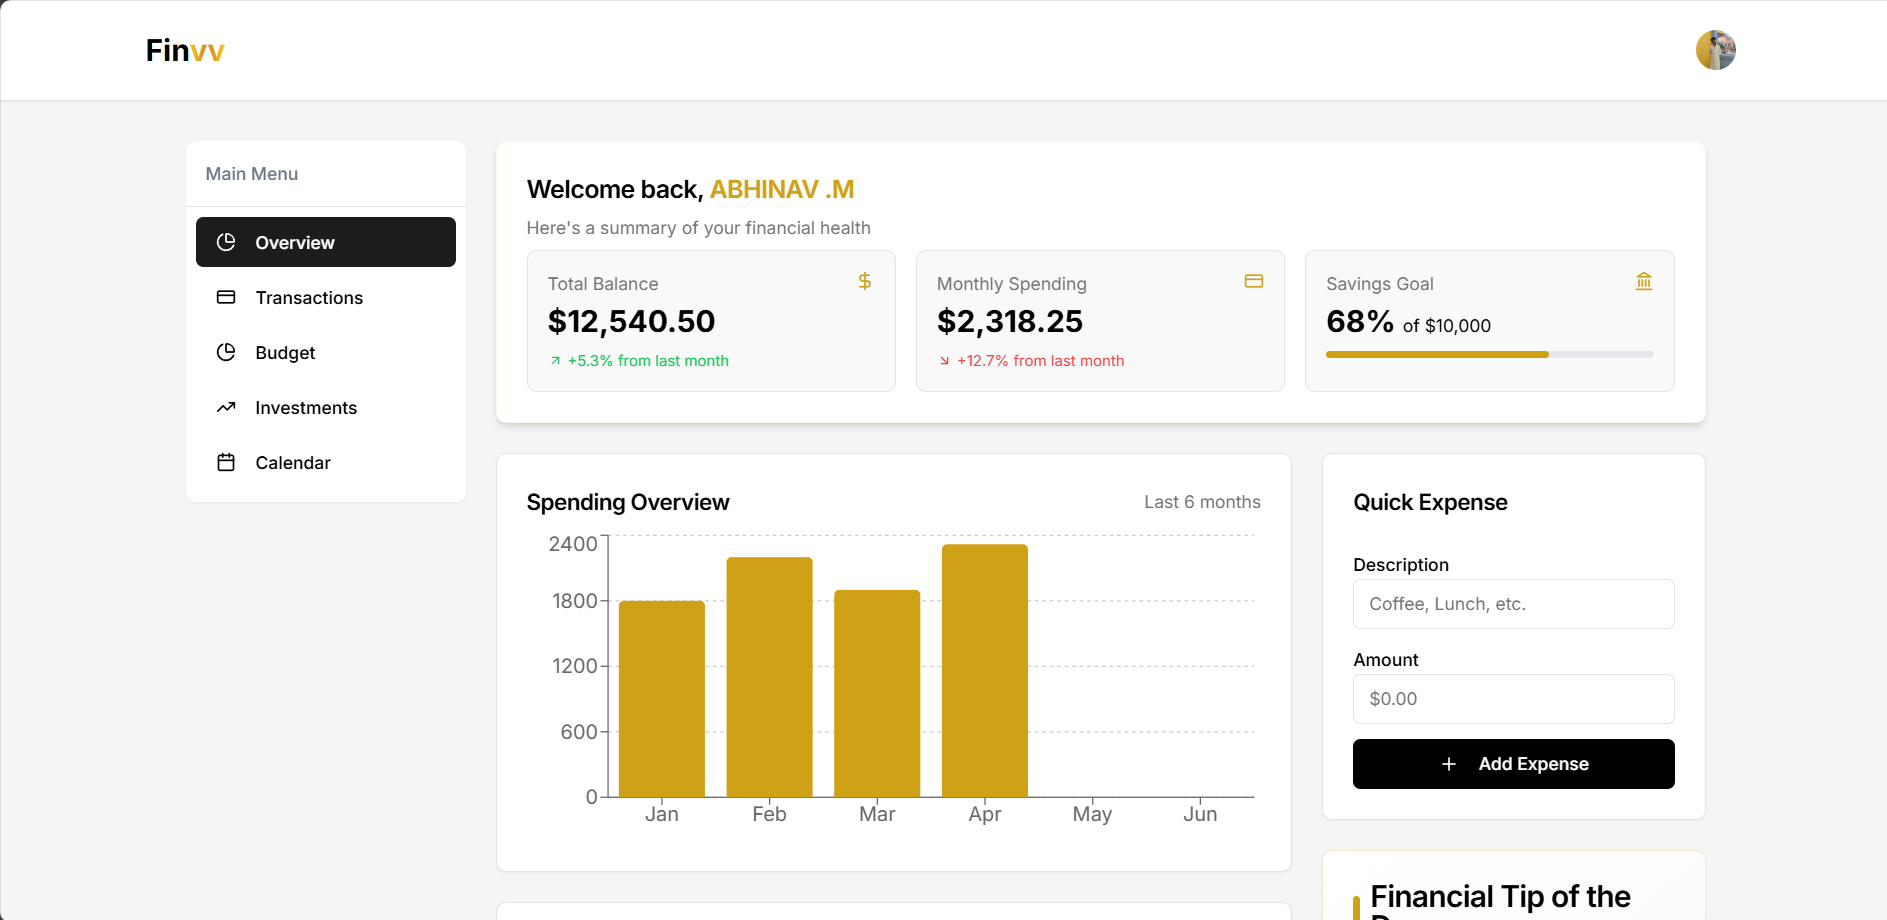 Finvv
Main Menu
Overview
Transactions
Budget
Investments
Calendar
Welcome back, ABHINAV .M
Here's a summary of your financial health
Total Balance
$12,540.50
+5.3% from last month
Monthly Spending
$2,318.25
+12.7% from last month
Savings Goal
68% of $10,000
Spending Overview
Last 6 months
2400
1800
1200
600
0
Jan Feb Mar Apr May Jun
Quick Expense
Description
Coffee, Lunch, etc.
Amount
$0.00
+ Add Expense
Financial Tip of the